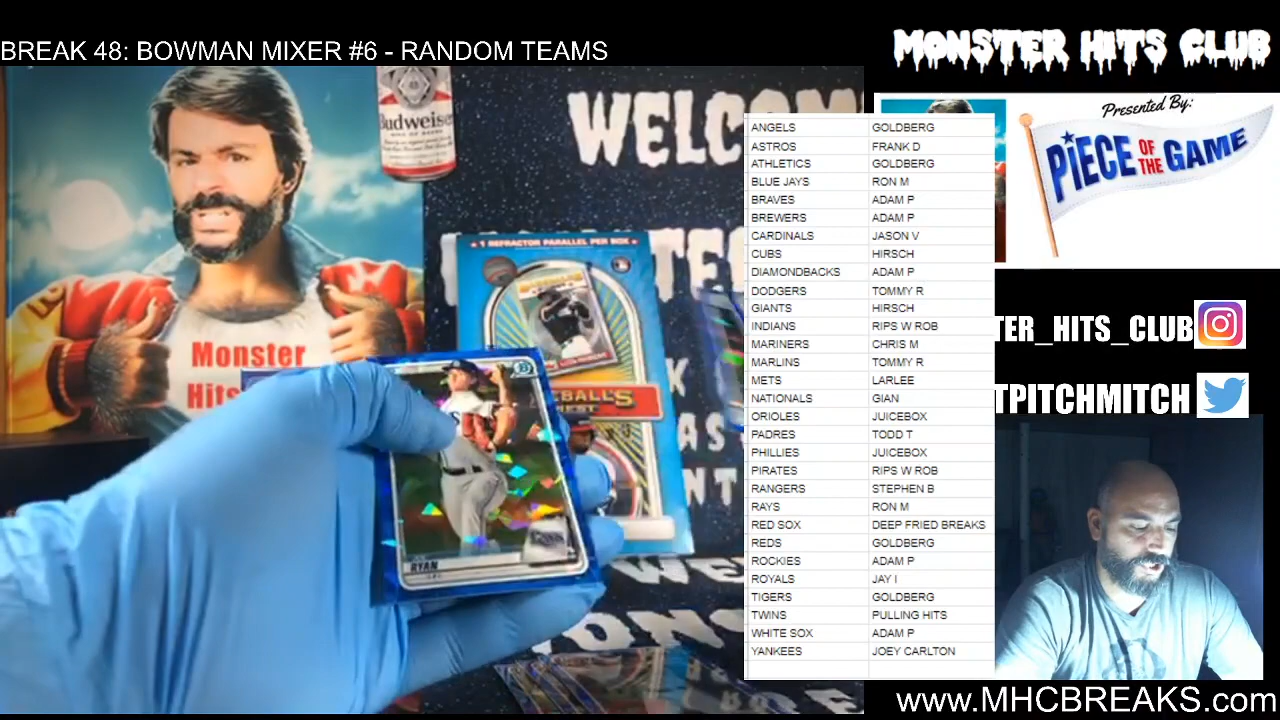 BREAK 48: BOWMAN MIXER #6 - RANDOM TEAMS
MONSTER HITS CLUB
Presented By:
PIECE OF THE GAME
Budweiser
WELCOM
★ 1 REFRACTOR PARALLEL PER BOX ★
Monster
Hits
RYAN
ANGELS GOLDBERG
ASTROS FRANK D
ATHLETICS GOLDBERG
BLUE JAYS RON M
BRAVES ADAM P
BREWERS ADAM P
CARDINALS JASON V
CUBS HIRSCH
DIAMONDBACKS ADAM P
DODGERS TOMMY R
GIANTS HIRSCH
INDIANS RIPS W ROB
MARINERS CHRIS M
MARLINS TOMMY R
METS LARLEE
NATIONALS GIAN
ORIOLES JUICEBOX
PADRES TODD T
PHILLIES JUICEBOX
PIRATES RIPS W ROB
RANGERS STEPHEN B
RAYS RON M
RED SOX DEEP FRIED BREAKS
REDS GOLDBERG
ROCKIES ADAM P
ROYALS JAY I
TIGERS GOLDBERG
TWINS PULLING HITS
WHITE SOX ADAM P
YANKEES JOEY CARLTON
TER_HITS_CLUB
TPITCHMITCH
www.MHCBREAKS.com